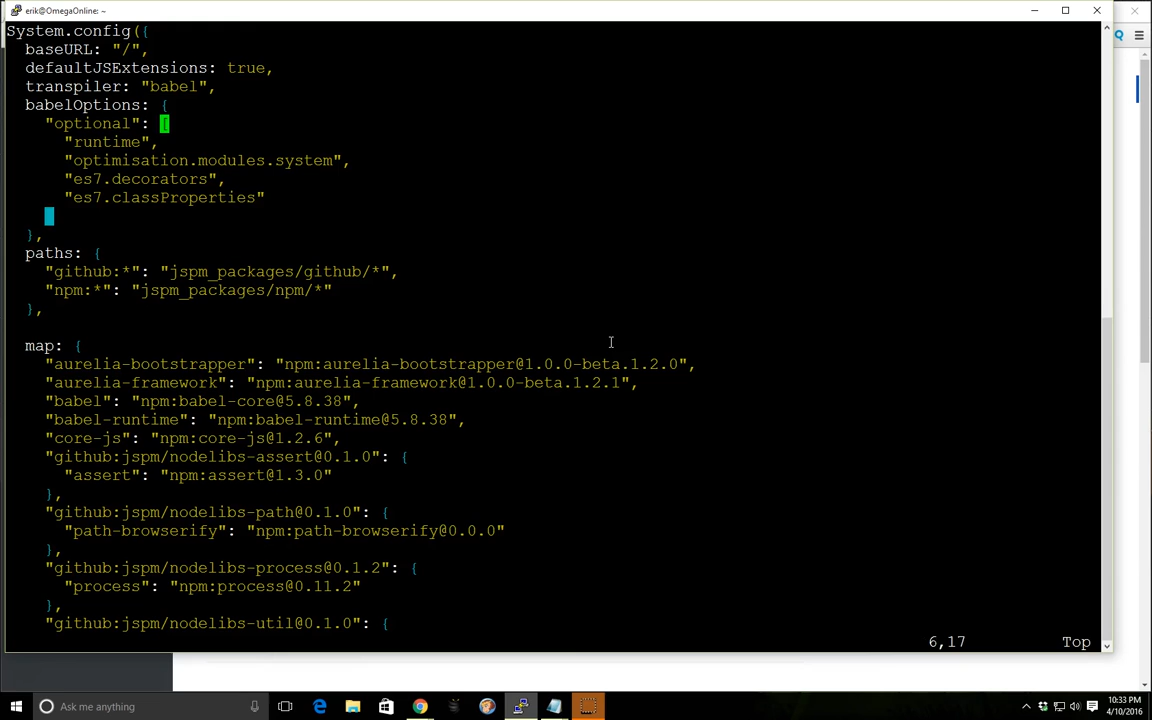 erik@OmegaOnline: ~
System.config({
baseURL: "/",
defaultJSExtensions: true,
transpiler: "babel",
babelOptions: {
"optional": [
"runtime",
"optimisation.modules.system",
"es7.decorators",
"es7.classProperties"
},
paths: {
"github:*": "jspm_packages/github/*",
"npm:*": "jspm_packages/npm/*"
},
map: {
"aurelia-bootstrapper": "npm:aurelia-bootstrapper@1.0.0-beta.1.2.0",
"aurelia-framework": "npm:aurelia-framework@1.0.0-beta.1.2.1",
"babel": "npm:babel-core@5.8.38",
"babel-runtime": "npm:babel-runtime@5.8.38",
"core-js": "npm:core-js@1.2.6",
"github:jspm/nodelibs-assert@0.1.0": {
"assert": "npm:assert@1.3.0"
},
"github:jspm/nodelibs-path@0.1.0": {
"path-browserify": "npm:path-browserify@0.0.0"
},
"github:jspm/nodelibs-process@0.1.2": {
"process": "npm:process@0.11.2"
},
"github:jspm/nodelibs-util@0.1.0": {
6,17 Top
Ask me anything
10:33 PM
4/10/2016